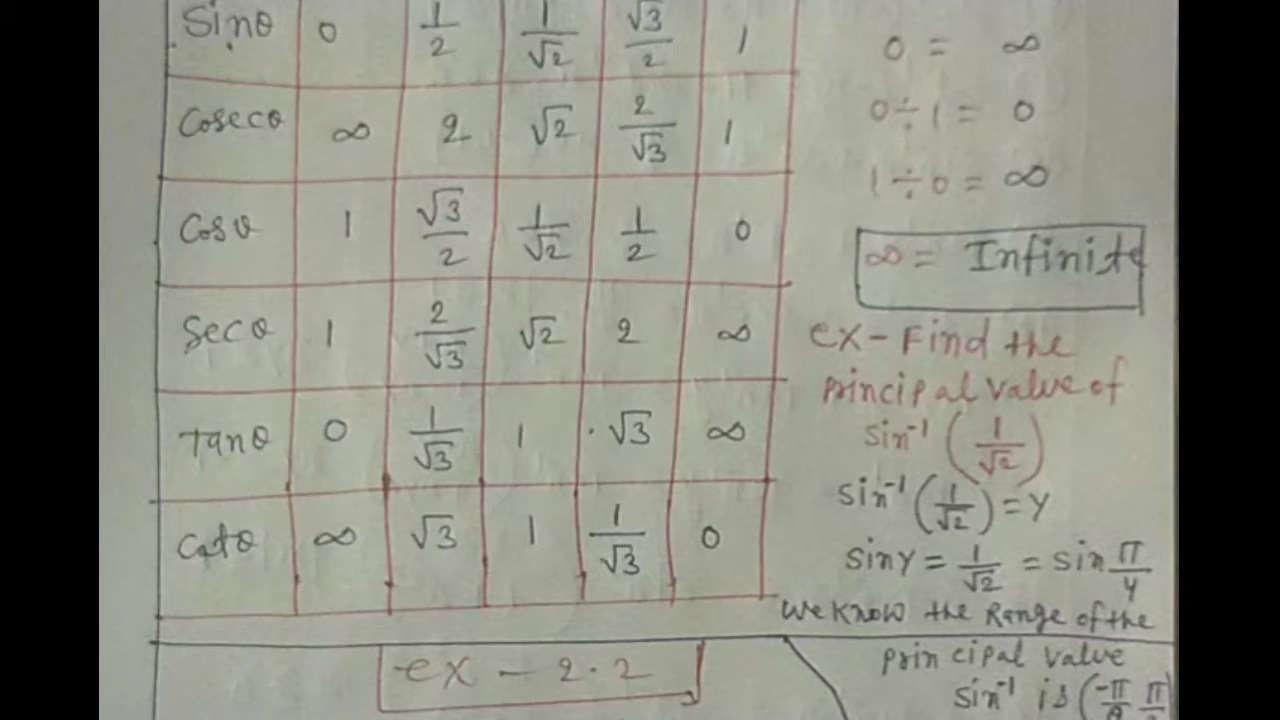 Sinθ 0 1/2 1/√2 √3/2 1
Cosecθ ∞ 2 √2 2/√3 1
Cosθ 1 √3/2 1/√2 1/2 0
Secθ 1 2/√3 √2 2 ∞
Tanθ 0 1/√3 1 √3 ∞
Cotθ ∞ √3 1 1/√3 0
ex - 2.2
0 = ∞
0 ÷ 1 = 0
1 ÷ 0 = ∞
∞ = Infinite
ex - Find the
principal value of
sin⁻¹ (1/√2)
sin⁻¹ (1/√2) = y
sin y = 1/√2 = sin π/4
We Know the Range of the
principal value
sin⁻¹ is (-π/2 π